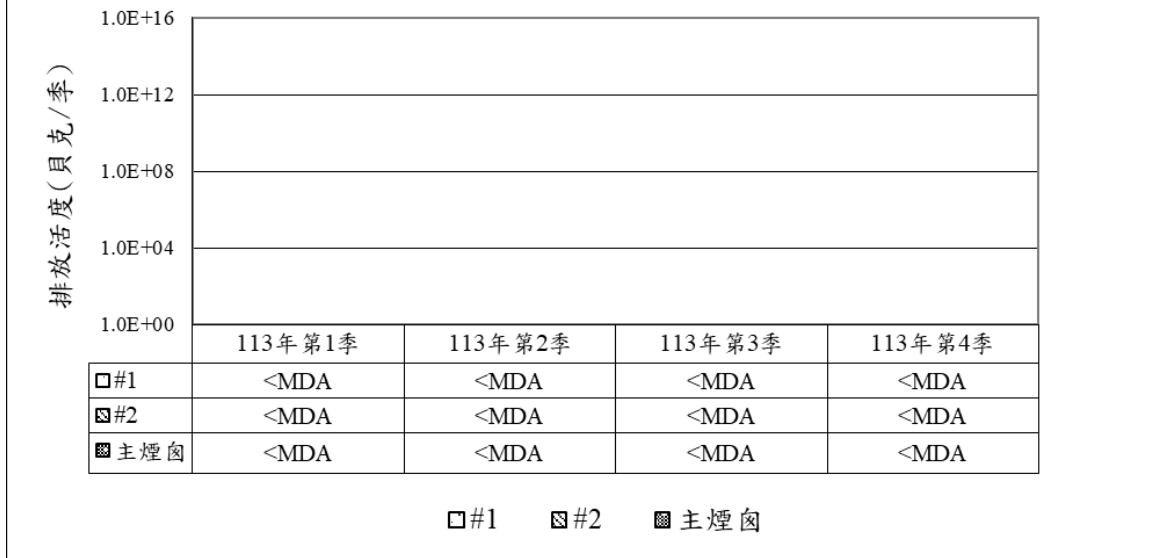 1.0E+16
1.0E+12
1.0E+08
1.0E+04
1.0E+00
排放活度(貝克/季)
113年第1季 113年第2季 113年第3季 113年第4季
#1 <MDA <MDA <MDA <MDA
#2 <MDA <MDA <MDA <MDA
主煙囪 <MDA <MDA <MDA <MDA
#1 #2 主煙囪